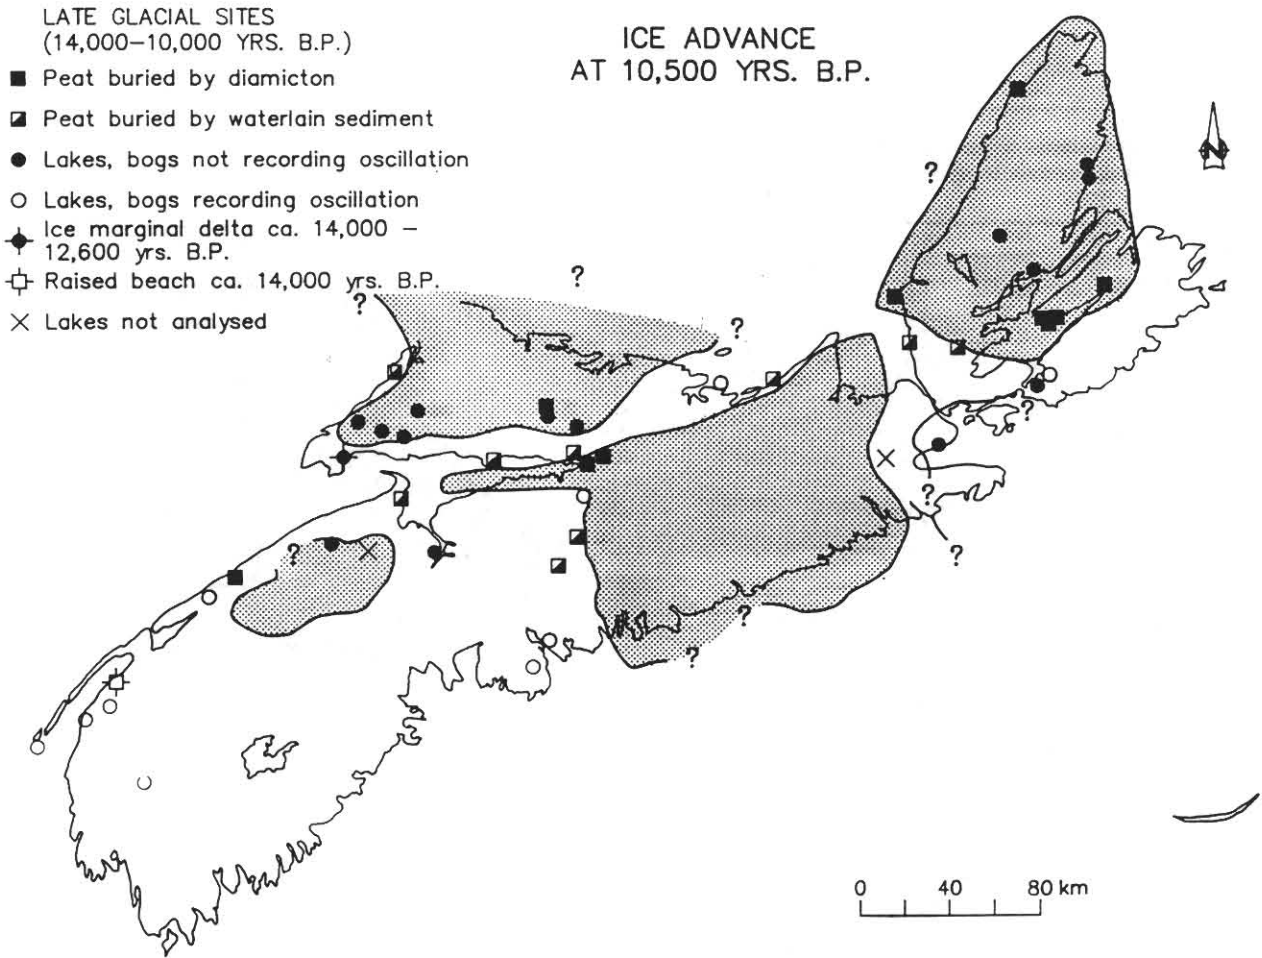 LATE GLACIAL SITES
(14,000–10,000 YRS. B.P.)
Peat buried by diamicton
Peat buried by waterlain sediment
Lakes, bogs not recording oscillation
Lakes, bogs recording oscillation
Ice marginal delta ca. 14,000 –
12,600 yrs. B.P.
Raised beach ca. 14,000 yrs. B.P.
Lakes not analysed
ICE ADVANCE
AT 10,500 YRS. B.P.
N
?
?
?
?
?
?
?
?
?
?
0 40 80 km